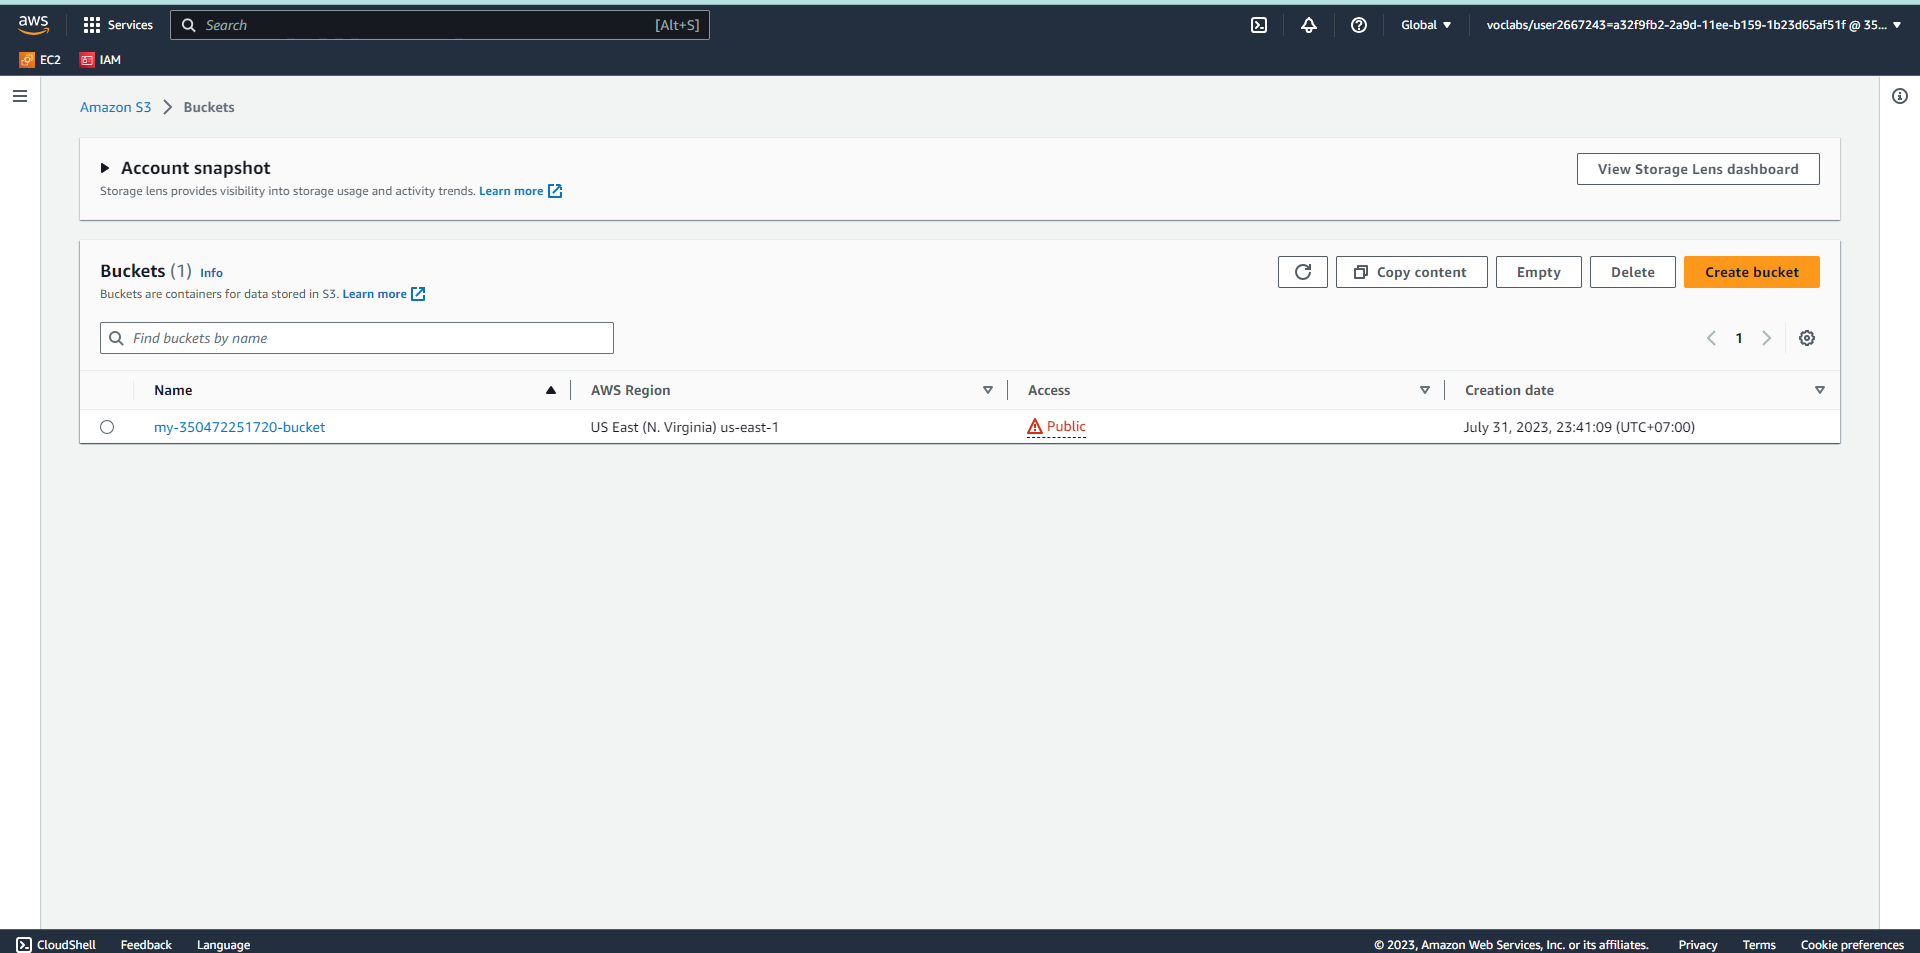 aws Services Search [Alt+S] Global voclabs/user2667243=a32f9fb2-2a9d-11ee-b159-1b23d65af51f @ 35...
EC2 IAM
Amazon S3 Buckets
Account snapshot
View Storage Lens dashboard
Storage lens provides visibility into storage usage and activity trends. Learn more
Buckets (1) Info
Copy content Empty Delete Create bucket
Buckets are containers for data stored in S3. Learn more
Find buckets by name
1
Name AWS Region Access Creation date
my-350472251720-bucket US East (N. Virginia) us-east-1 Public July 31, 2023, 23:41:09 (UTC+07:00)
CloudShell Feedback Language © 2023, Amazon Web Services, Inc. or its affiliates. Privacy Terms Cookie preferences